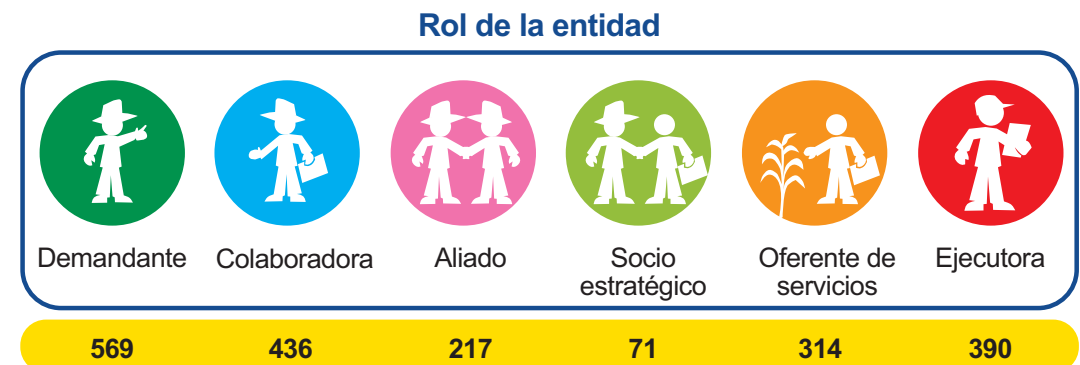 Rol de la entidad
Demandante
Colaboradora
Aliado
Socio
estratégico
Oferente de
servicios
Ejecutora
569 436 217 71 314 390